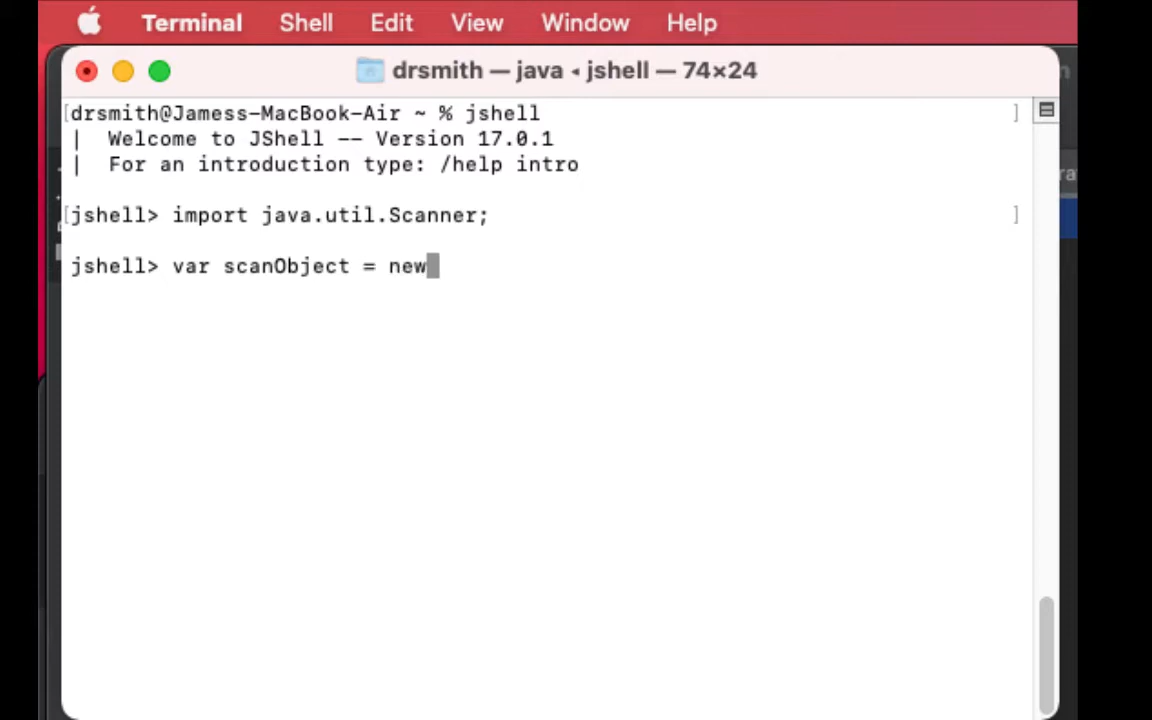 Terminal Shell Edit View Window Help
drsmith — java ◂ jshell — 74×24
[drsmith@Jamess-MacBook-Air ~ % jshell ]
| Welcome to JShell -- Version 17.0.1
| For an introduction type: /help intro
[jshell> import java.util.Scanner; ]
jshell> var scanObject = new